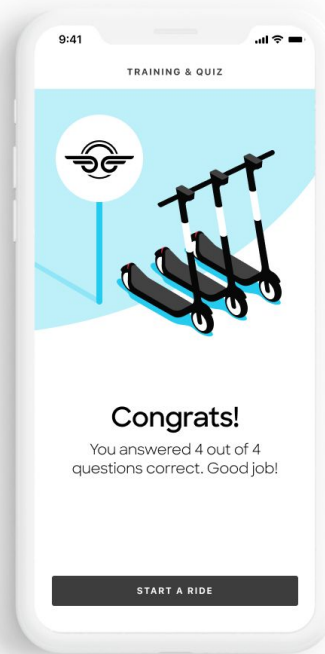 9:41
TRAINING & QUIZ
Congrats!
You answered 4 out of 4
questions correct. Good job!
START A RIDE